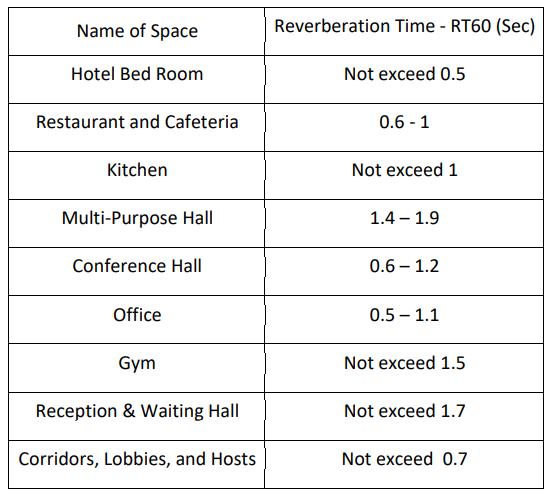 Name of Space Reverberation Time - RT60 (Sec)
Hotel Bed Room Not exceed 0.5
Restaurant and Cafeteria 0.6 - 1
Kitchen Not exceed 1
Multi-Purpose Hall 1.4 – 1.9
Conference Hall 0.6 – 1.2
Office 0.5 – 1.1
Gym Not exceed 1.5
Reception & Waiting Hall Not exceed 1.7
Corridors, Lobbies, and Hosts Not exceed 0.7